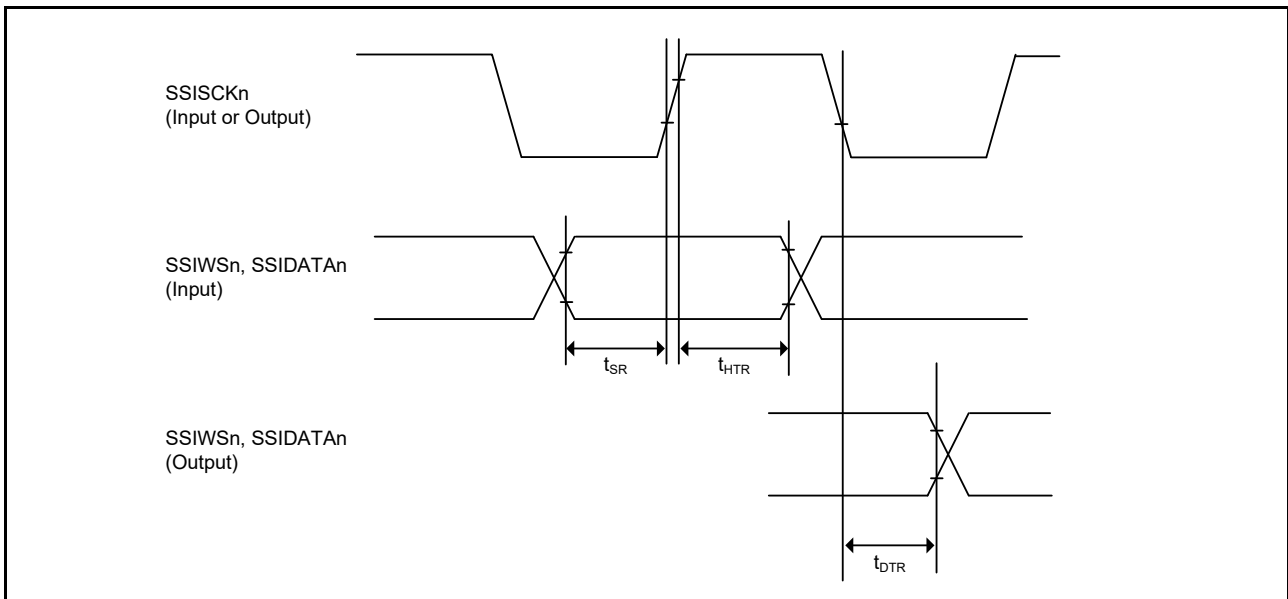 SSISCKn
(Input or Output)
SSIWSn, SSIDATAn
(Input)
tSR
tHTR
SSIWSn, SSIDATAn
(Output)
tDTR